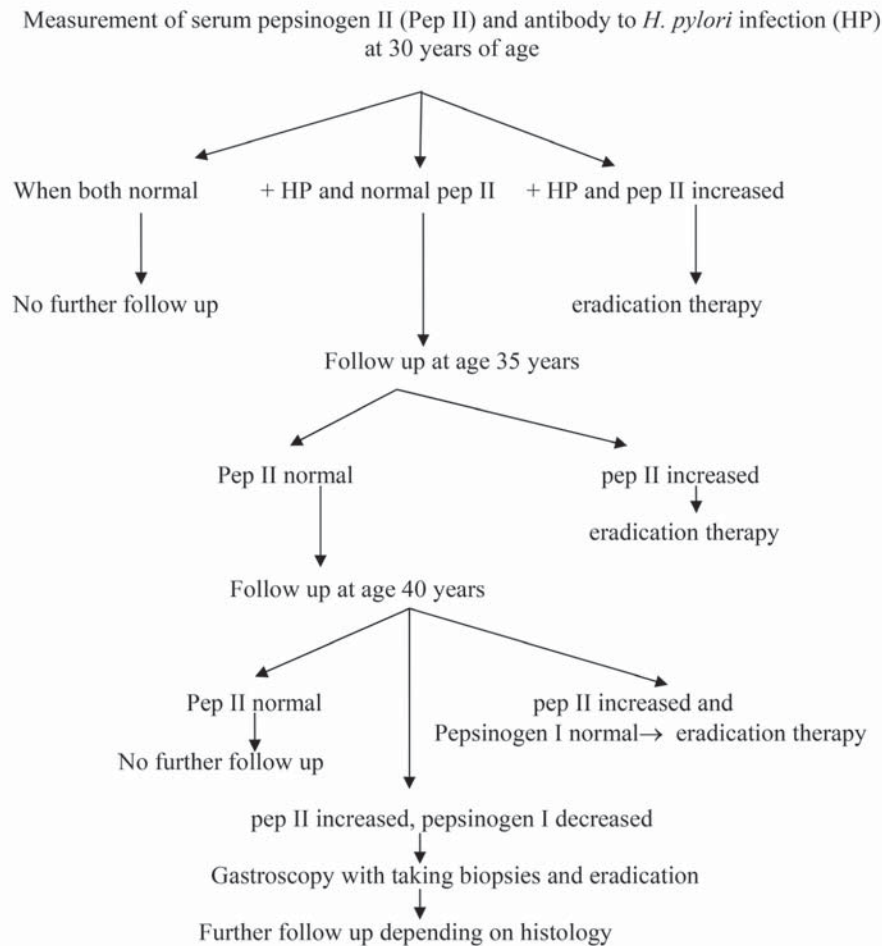 Measurement of serum pepsinogen II (Pep II) and antibody to H. pylori infection (HP)
at 30 years of age
When both normal
+ HP and normal pep II
+ HP and pep II increased
No further follow up
eradication therapy
Follow up at age 35 years
Pep II normal
pep II increased
eradication therapy
Follow up at age 40 years
Pep II normal
pep II increased and
Pepsinogen I normal→ eradication therapy
No further follow up
pep II increased, pepsinogen I decreased
Gastroscopy with taking biopsies and eradication
Further follow up depending on histology